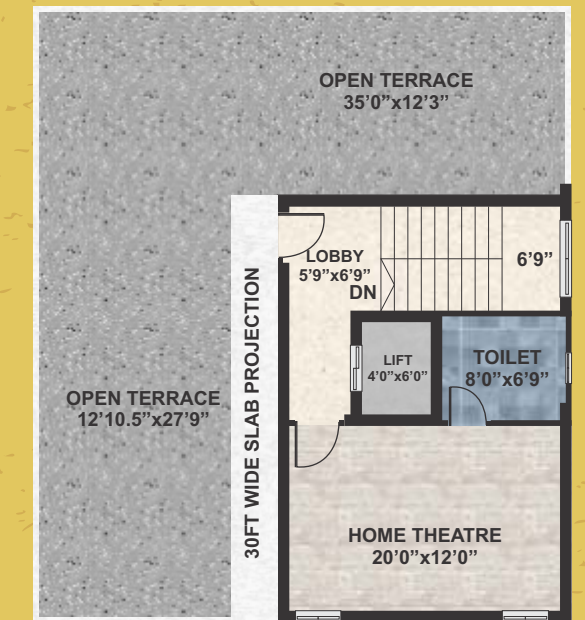 OPEN TERRACE
35’0”x12’3”
LOBBY
5’9”x6’9”
DN
6’9”
LIFT
4’0”x6’0”
TOILET
8’0”x6’9”
OPEN TERRACE
12’10.5”x27’9”
30FT WIDE SLAB PROJECTION
HOME THEATRE
20’0”x12’0”